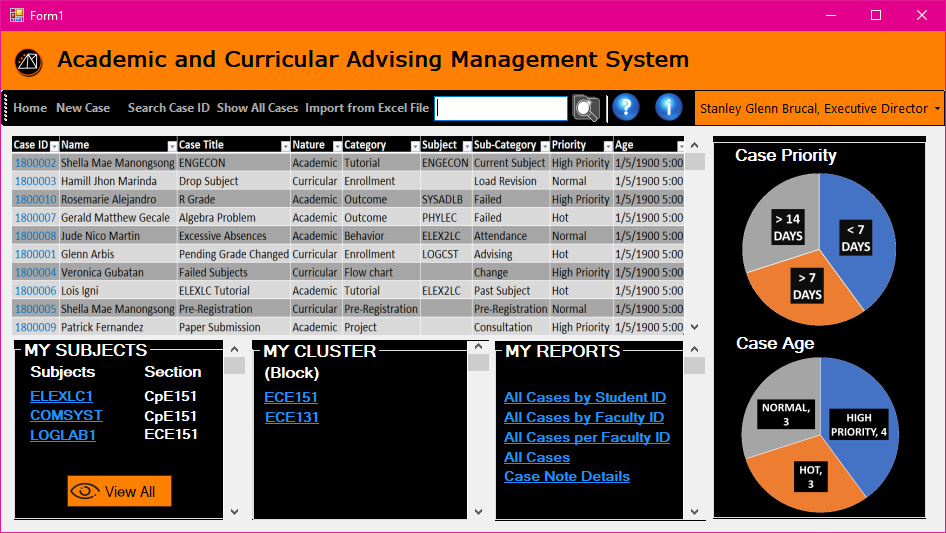 Form1
Academic and Curricular Advising Management System
Home New Case Search Case ID Show All Cases Import from Excel File ? i Stanley Glenn Brucal, Executive Director
Case ID Name Case Title Nature Category Subject Sub-Category Priority Age
1800002 Shella Mae Manongsong ENGECON Academic Tutorial ENGECON Current Subject High Priority 1/5/1900 5:00
1800003 Hamill Jhon Marinda Drop Subject Curricular Enrollment Load Revision Normal 1/5/1900 5:00
1800010 Rosemarie Alejandro R Grade Academic Outcome SYSADLB Failed High Priority 1/5/1900 5:00
1800007 Gerald Matthew Gecale Algebra Problem Academic Outcome PHYLEC Failed Hot 1/5/1900 5:00
1800008 Jude Nico Martin Excessive Absences Academic Behavior ELEX2LC Attendance Normal 1/5/1900 5:00
1800001 Glenn Arbis Pending Grade Changed Curricular Enrollment LOGCST Advising Hot 1/5/1900 5:00
1800004 Veronica Gubatan Failed Subjects Curricular Flow chart Change High Priority 1/5/1900 5:00
1800006 Lois Igni ELEXLC Tutorial Academic Tutorial ELEX2LC Past Subject Hot 1/5/1900 5:00
1800005 Shella Mae Manongsong Pre-Registration Curricular Pre-Registration Pre-Registration Normal 1/5/1900 5:00
1800009 Patrick Fernandez Paper Submission Academic Project Consultation High Priority 1/5/1900 5:00
Case Priority
> 14
DAYS
< 7
DAYS
> 7
DAYS
Case Age
NORMAL,
3
HIGH
PRIORITY, 4
HOT,
3
MY SUBJECTS
Subjects Section
ELEXLC1 CpE151
COMSYST CpE151
LOGLAB1 ECE151
View All
MY CLUSTER
(Block)
ECE151
ECE131
MY REPORTS
All Cases by Student ID
All Cases by Faculty ID
All Cases per Faculty ID
All Cases
Case Note Details